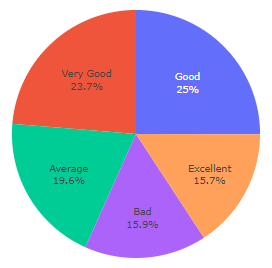 Very Good
23.7%
Good
25%
Average
19.6%
Excellent
15.7%
Bad
15.9%